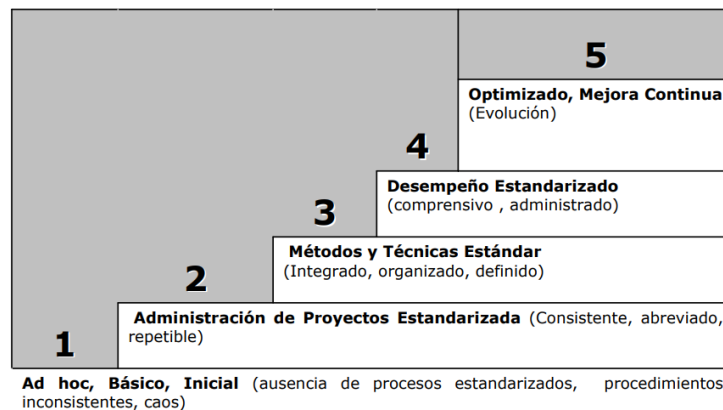 5
Optimizado, Mejora Continua
(Evolución)
4
Desempeño Estandarizado
(comprensivo , administrado)
3
Métodos y Técnicas Estándar
(Integrado, organizado, definido)
2
Administración de Proyectos Estandarizada (Consistente, abreviado,
repetible)
1
Ad hoc, Básico, Inicial (ausencia de procesos estandarizados, procedimientos
inconsistentes, caos)